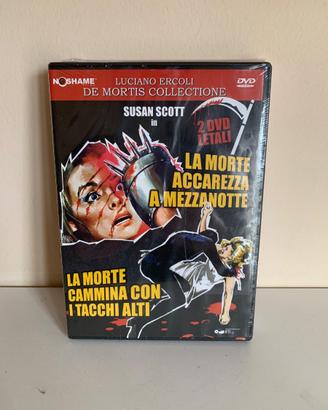 NOSHAME
LUCIANO ERCOLI
DE MORTIS COLLECTIONE
DVD
SUSAN SCOTT
in
2 DVD
LETALI
LA MORTE
ACCAREZZA
A MEZZANOTTE
LA MORTE
CAMMINA CON
I TACCHI ALTI